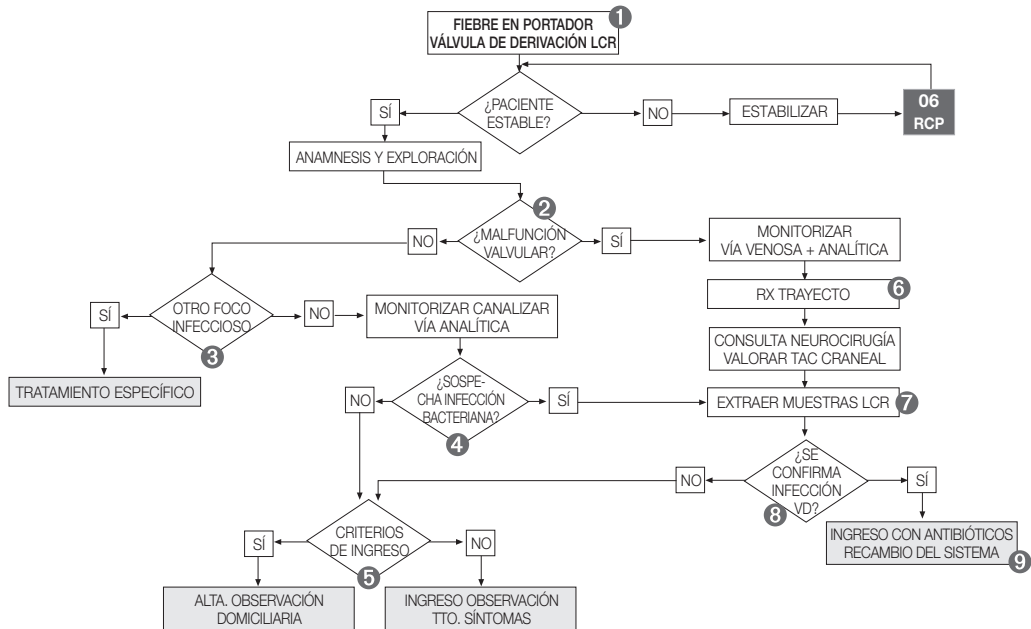 1
FIEBRE EN PORTADOR
VÁLVULA DE DERIVACIÓN LCR
¿PACIENTE
ESTABLE?
SÍ
NO
ESTABILIZAR
06
RCP
ANAMNESIS Y EXPLORACIÓN
2
¿MALFUNCIÓN
VALVULAR?
NO
SÍ
MONITORIZAR
VÍA VENOSA + ANALÍTICA
OTRO FOCO
INFECCIOSO
3
SÍ
NO
MONITORIZAR CANALIZAR
VÍA ANALÍTICA
RX TRAYECTO
6
CONSULTA NEUROCIRUGÍA
VALORAR TAC CRANEAL
TRATAMIENTO ESPECÍFICO
¿SOSPE-
CHA INFECCIÓN
BACTERIANA?
4
NO
SÍ
EXTRAER MUESTRAS LCR
7
¿SE
CONFIRMA
INFECCIÓN
VD?
8
NO
SÍ
INGRESO CON ANTIBIÓTICOS
RECAMBIO DEL SISTEMA
9
CRITERIOS
DE INGRESO
5
SÍ
NO
ALTA. OBSERVACIÓN
DOMICILIARIA
INGRESO OBSERVACIÓN
TTO. SÍNTOMAS